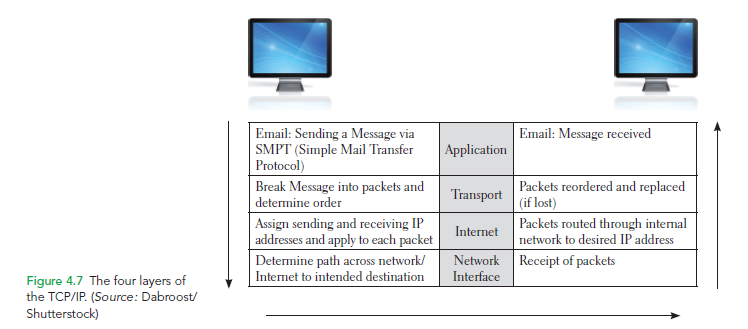 Email: Sending a Message via
SMPT (Simple Mail Transfer
Protocol)
Application
Email: Message received
Break Message into packets and
determine order
Transport
Packets reordered and replaced
(if lost)
Assign sending and receiving IP
addresses and apply to each packet
Internet
Packets routed through internal
network to desired IP address
Determine path across network/
Internet to intended destination
Network
Interface
Receipt of packets
Figure 4.7 The four layers of
the TCP/IP. (Source: Dabroost/
Shutterstock)